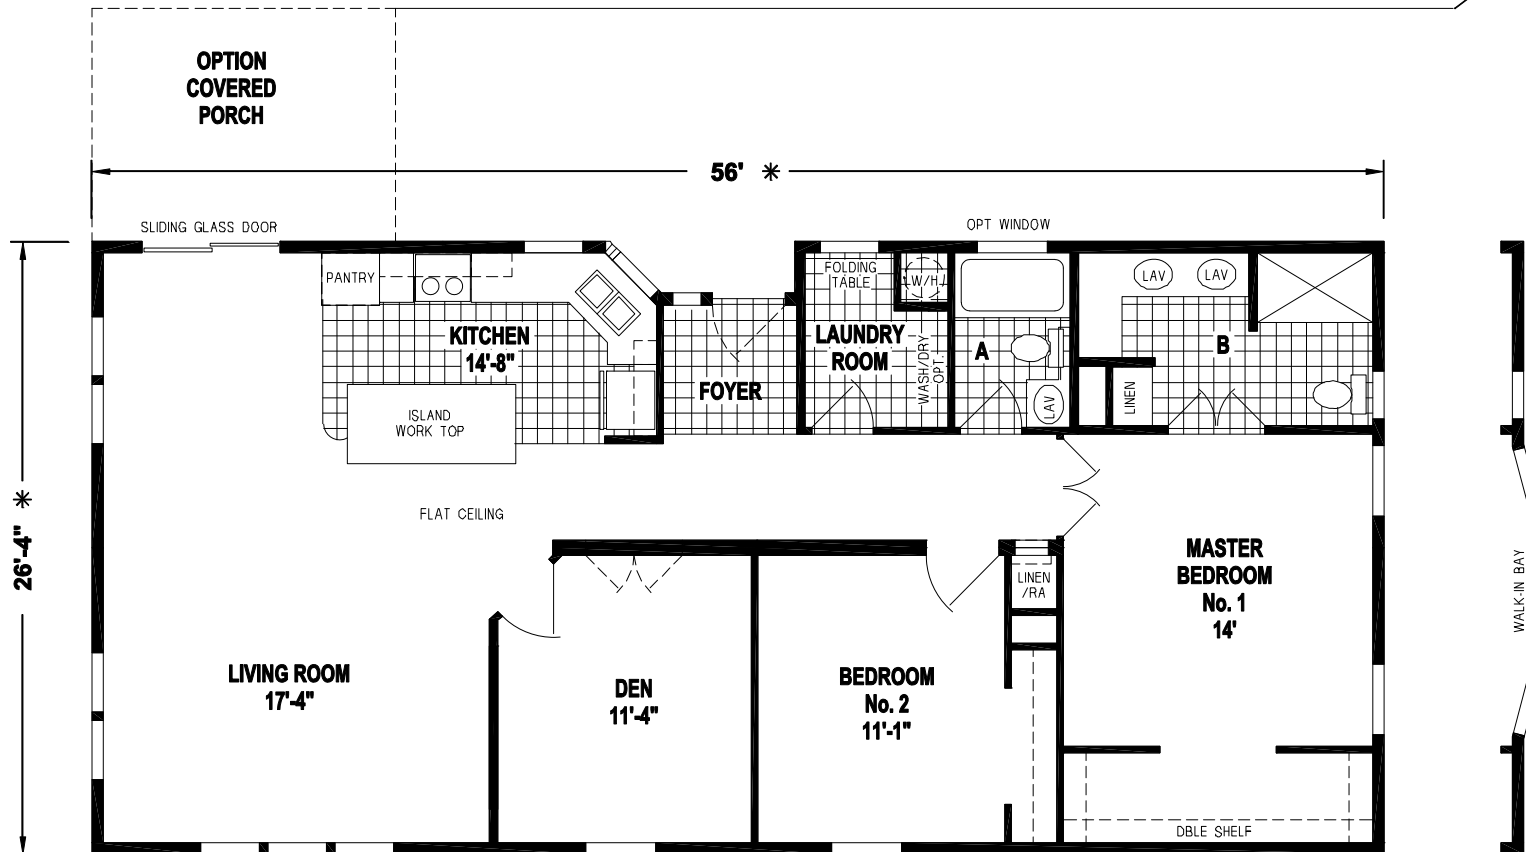 OPTION
COVERED
PORCH
56' ✳
SLIDING GLASS DOOR
OPT WINDOW
PANTRY
FOLDING
TABLE
W/H
LAV
LAV
KITCHEN
14'-8"
LAUNDRY
ROOM
WASH/DRY
OPT.
A
B
FOYER
LINEN
LAV
ISLAND
WORK TOP
26'-4" ✳
FLAT CEILING
MASTER
BEDROOM
No. 1
14'
LINEN
/RA
WALK-IN BAY
LIVING ROOM
17'-4"
DEN
11'-4"
BEDROOM
No. 2
11'-1"
DBLE SHELF